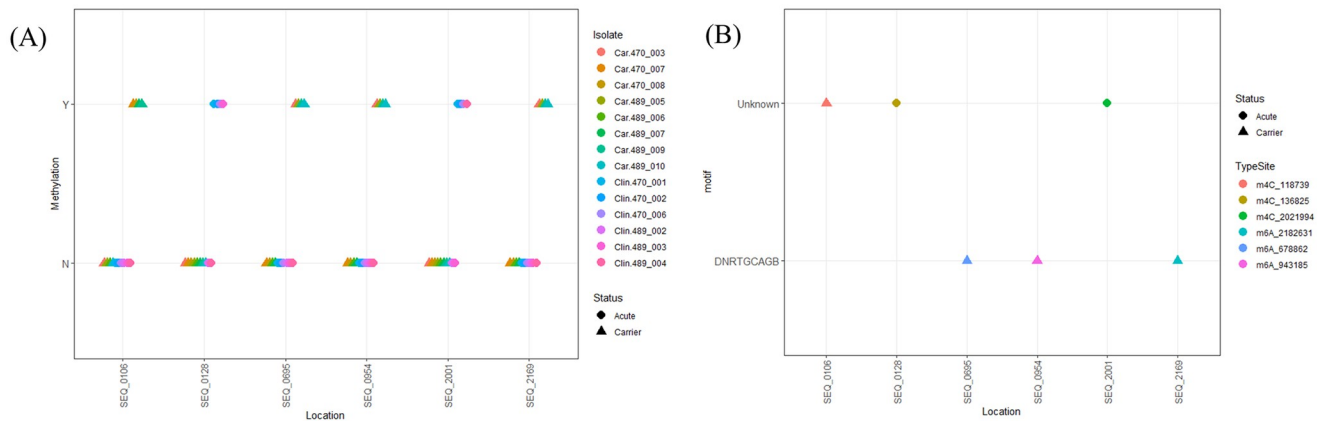 (A)
Y
N
Methylation
SEQ_0106
SEQ_0128
SEQ_0695
SEQ_0954
SEQ_2001
SEQ_2169
Location
Isolate
Car.470_003
Car.470_007
Car.470_008
Car.489_005
Car.489_006
Car.489_007
Car.489_009
Car.489_010
Clin.470_001
Clin.470_002
Clin.470_006
Clin.489_002
Clin.489_003
Clin.489_004
Status
Acute
Carrier
(B)
Unknown
DNRTGCAGB
motif
SEQ_0106
SEQ_0128
SEQ_0695
SEQ_0954
SEQ_2001
SEQ_2169
Location
Status
Acute
Carrier
TypeSite
m4C_118739
m4C_136825
m4C_2021994
m6A_2182631
m6A_678862
m6A_943185